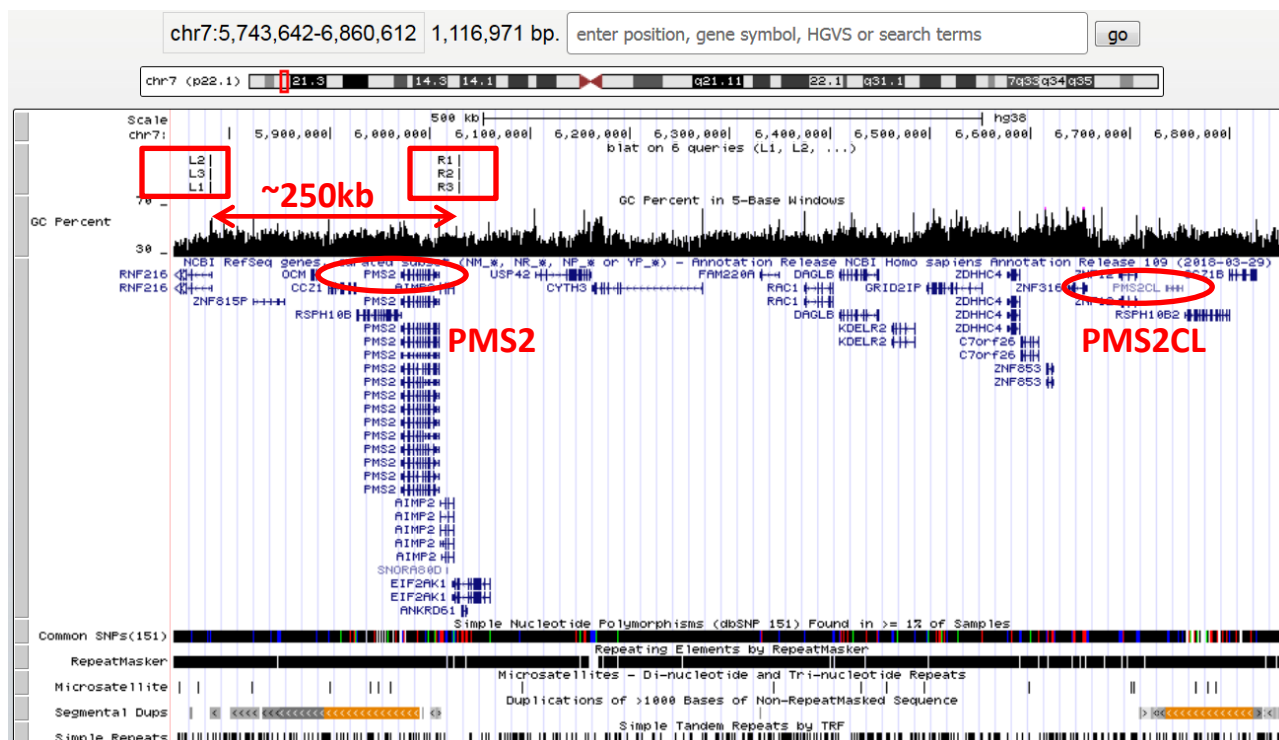 chr7:5,743,642-6,860,612 1,116,971 bp. enter position, gene symbol, HGVS or search terms go
chr7 (p22.1) 21.3 14.3 14.1 q21.11 22.1 q31.1 7q33 q34 q35
Scale 500 kb hg38
chr7: 5,900,000 6,000,000 6,100,000 6,200,000 6,300,000 6,400,000 6,500,000 6,600,000 6,700,000 6,800,000
blat on 6 queries (L1, L2, ...)
L2 R1
L3 R2
L1 R3
~250kb
70 _ GC Percent in 5-Base Windows
GC Percent
30 _
NCBI RefSeq genes, curated subset (NM_*, NR_*, NP_* or YP_*) - Annotation Release NCBI Homo sapiens Annotation Release 109 (2018-03-29)
RNF216 OCM PMS2 USP42 FAM220A DAGLB ZDHHC4 ZNF12 CCZ1B
RNF216 CCZ1 AIMP2 CYTH3 RAC1 GRID2IP ZNF316 PMS2CL
ZNF815P PMS2 RAC1 ZDHHC4 ZNF12
RSPH10B DAGLB ZDHHC4 RSPH10B2
PMS2 KDELR2 ZDHHC4
PMS2 KDELR2 C7orf26
PMS2 PMS2CL
PMS2 C7orf26
PMS2 ZNF853
PMS2 ZNF853
PMS2
PMS2
PMS2
PMS2
PMS2
PMS2
PMS2
AIMP2
AIMP2
AIMP2
AIMP2
AIMP2
SNORA80D
EIF2AK1
EIF2AK1
ANKRD61
Simple Nucleotide Polymorphisms (dbSNP 151) Found in >= 1% of Samples
Common SNPs(151)
Repeating Elements by RepeatMasker
RepeatMasker
Microsatellites - Di-nucleotide and Tri-nucleotide Repeats
Microsatellite
Duplications of >1000 Bases of Non-RepeatMasked Sequence
Segmental Dups
Simple Tandem Repeats by TRF
Simple Repeats